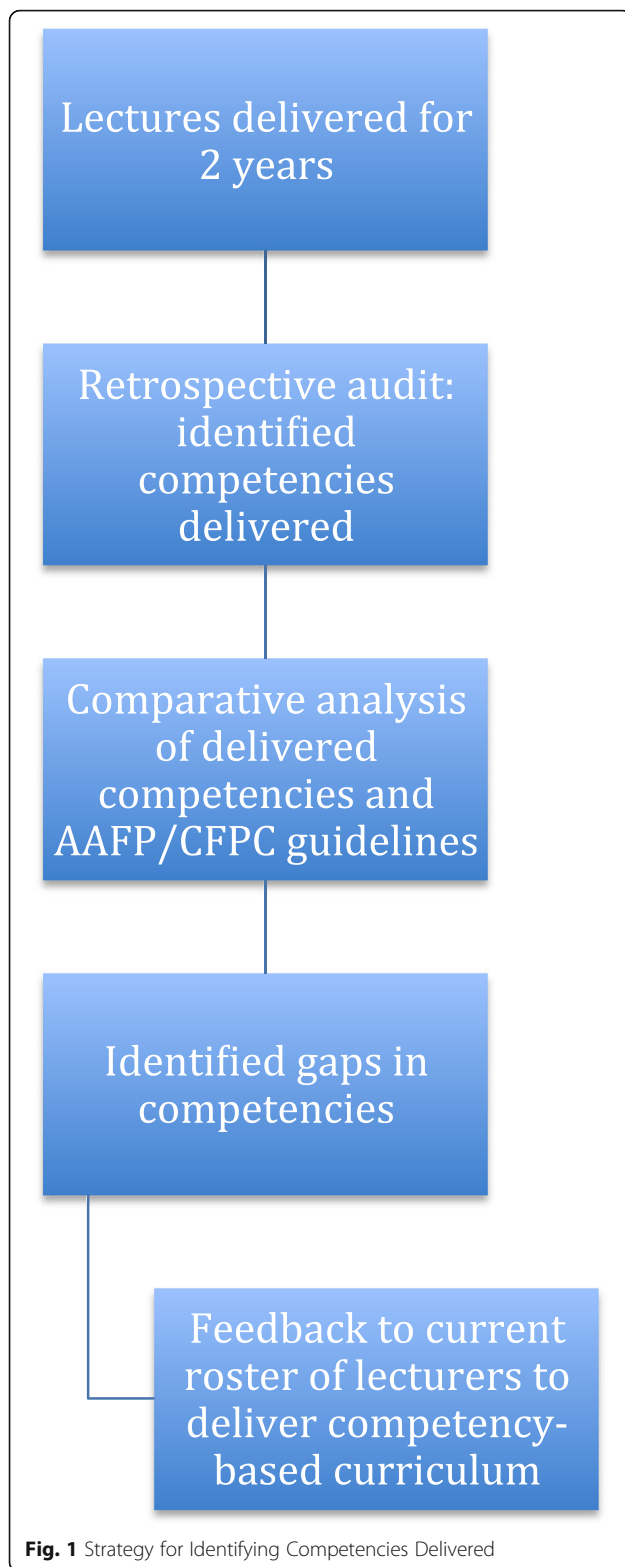 Lectures delivered for
2 years
Retrospective audit:
identified
competencies
delivered
Comparative analysis
of delivered
competencies and
AAFP/CFPC guidelines
Identified gaps in
competencies
Feedback to current
roster of lecturers to
deliver competency-
based curriculum
Fig. 1 Strategy for Identifying Competencies Delivered